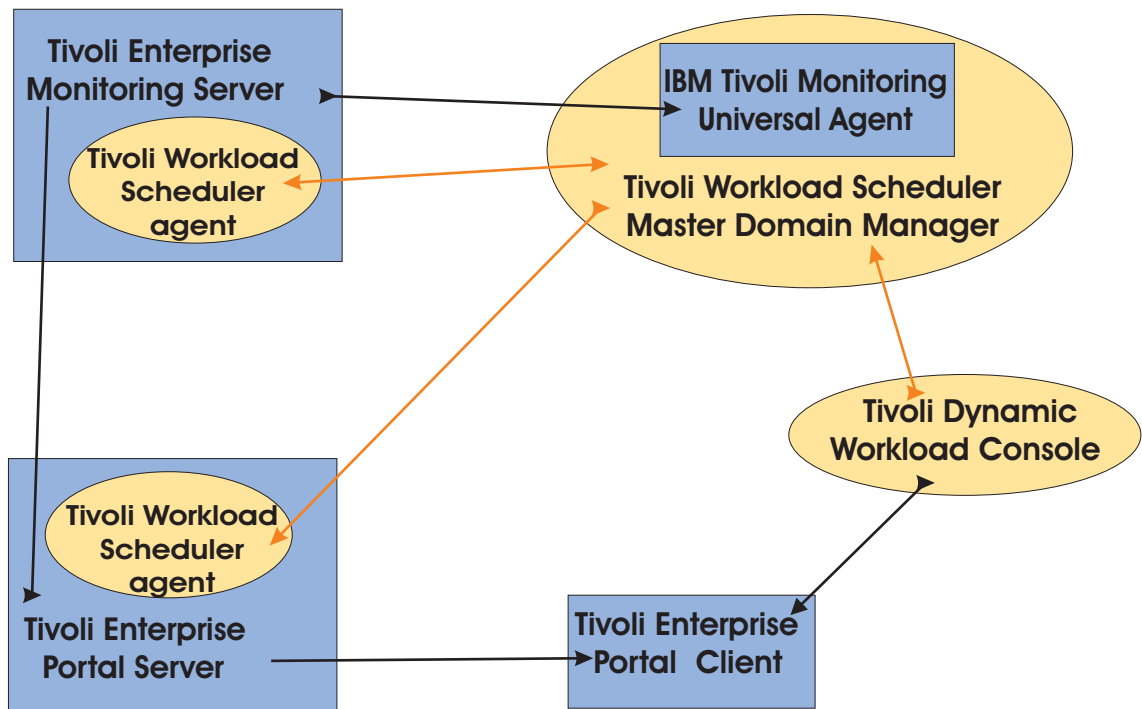 Tivoli Enterprise
Monitoring Server
Tivoli Workload
Scheduler
agent
IBM Tivoli Monitoring
Universal Agent
Tivoli Workload Scheduler
Master Domain Manager
Tivoli Dynamic
Workload Console
Tivoli Workload
Scheduler
agent
Tivoli Enterprise
Portal Server
Tivoli Enterprise
Portal Client